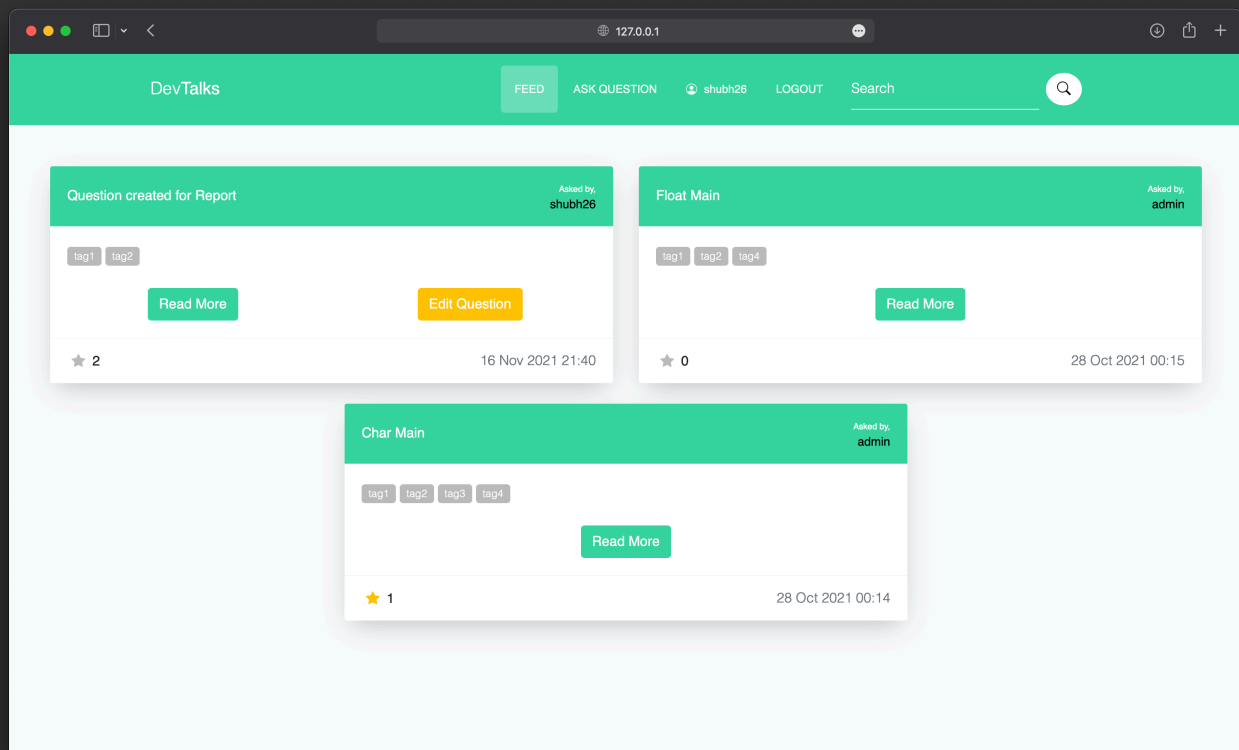 127.0.0.1
DevTalks
FEED
ASK QUESTION
shubh26
LOGOUT
Search
Question created for Report
Asked by,
shubh26
tag1 tag2
Read More
Edit Question
2
16 Nov 2021 21:40
Float Main
Asked by,
admin
tag1 tag2 tag4
Read More
0
28 Oct 2021 00:15
Char Main
Asked by,
admin
tag1 tag2 tag3 tag4
Read More
1
28 Oct 2021 00:14